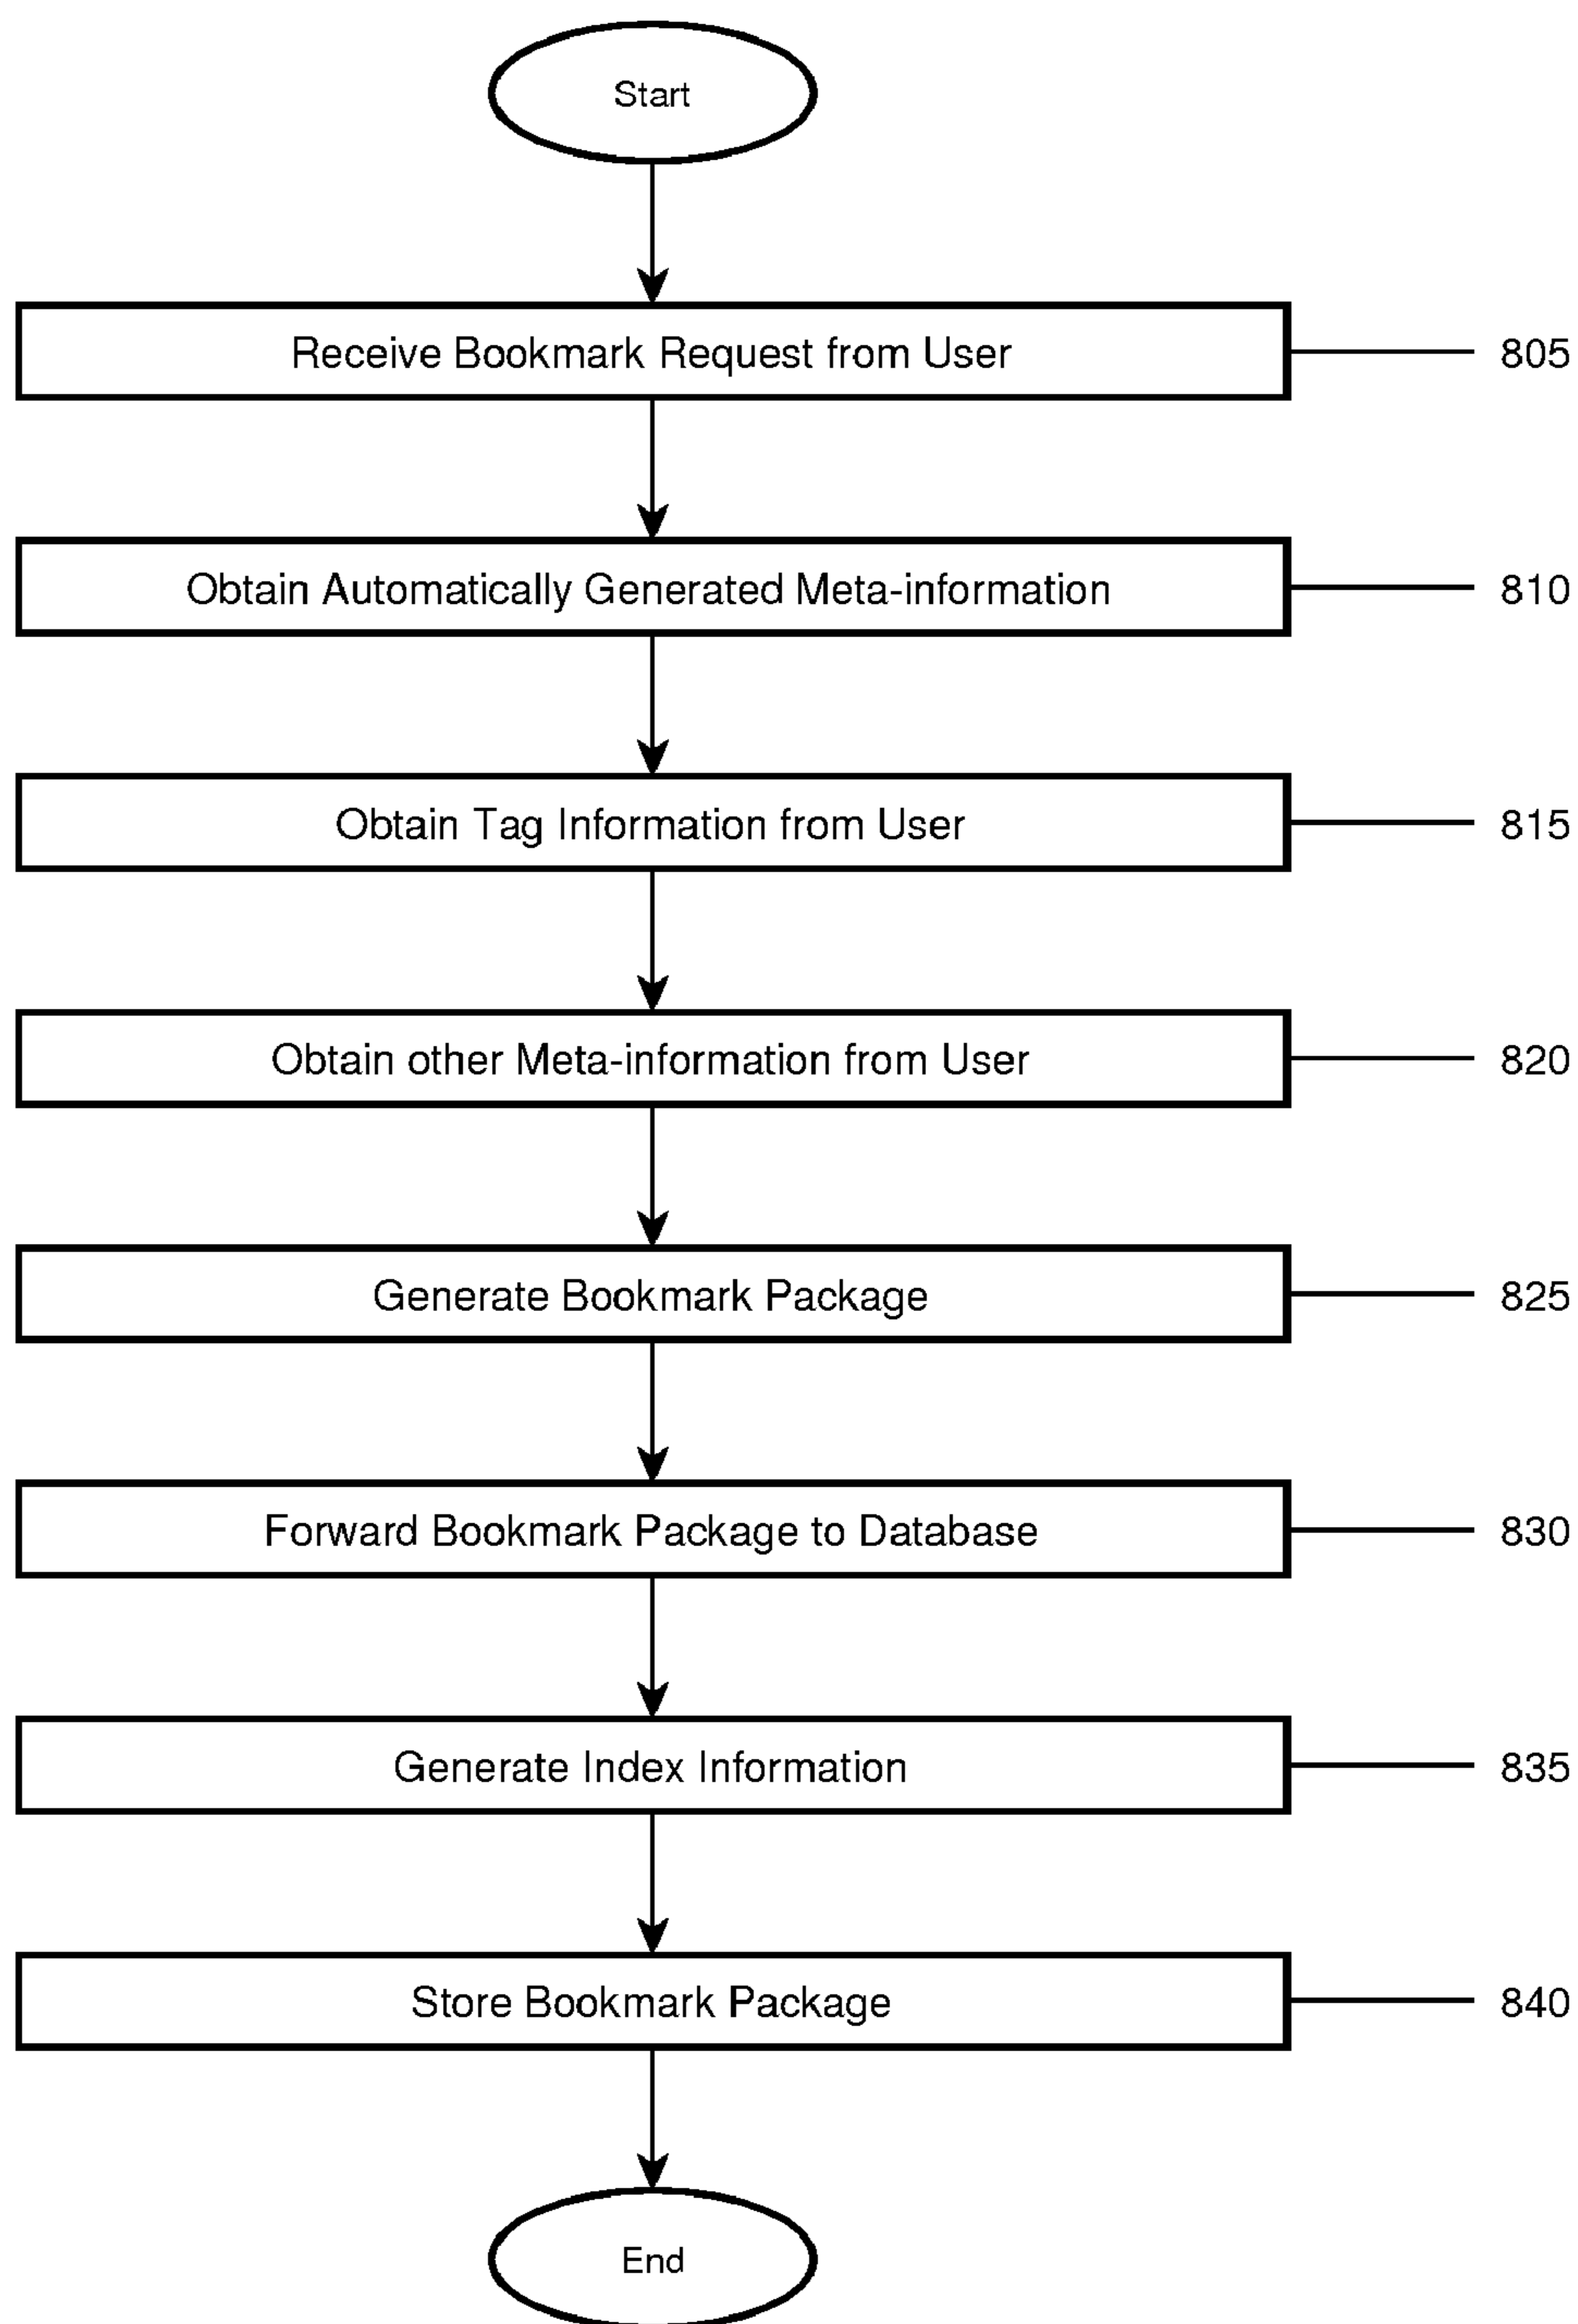 Start
Receive Bookmark Request from User 805
Obtain Automatically Generated Meta-information 810
Obtain Tag Information from User 815
Obtain other Meta-information from User 820
Generate Bookmark Package 825
Forward Bookmark Package to Database 830
Generate Index Information 835
Store Bookmark Package 840
End